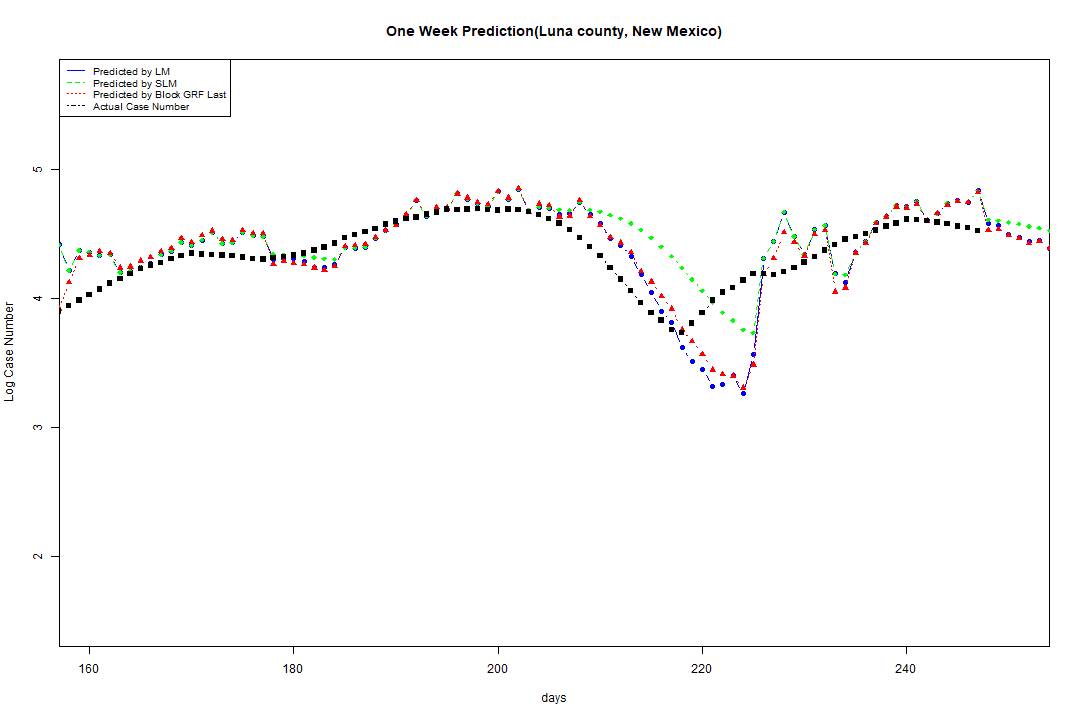 One Week Prediction(Luna county, New Mexico)
Predicted by LM
Predicted by SLM
Predicted by Block GRF Last
Actual Case Number
5
4
3
2
Log Case Number
160 180 200 220 240
days